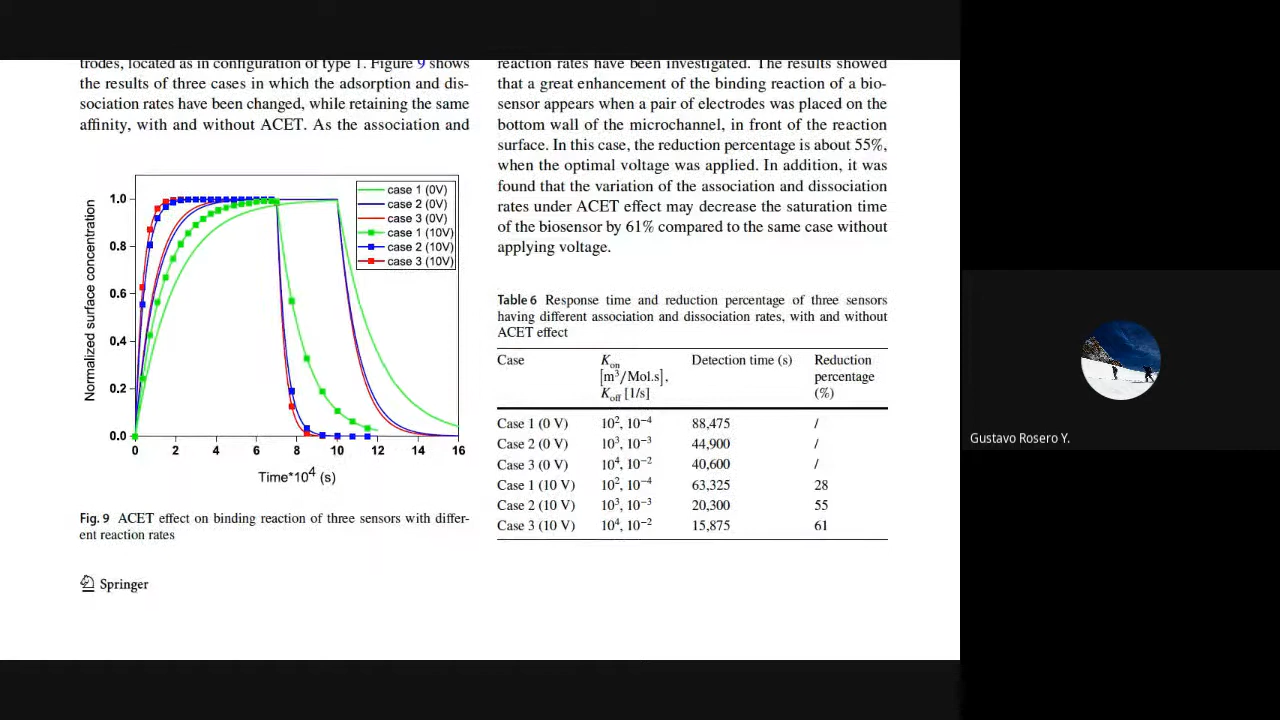 trodes, located as in configuration of type 1. Figure 9 shows
the results of three cases in which the adsorption and dis-
sociation rates have been changed, while retaining the same
affinity, with and without ACET. As the association and
Normalized surface concentration
1.0
0.8
0.6
0.4
0.2
0.0
0 2 4 6 8 10 12 14 16
Time*10⁴ (s)
case 1 (0V)
case 2 (0V)
case 3 (0V)
case 1 (10V)
case 2 (10V)
case 3 (10V)
Fig. 9 ACET effect on binding reaction of three sensors with differ-
ent reaction rates
Springer
reaction rates have been investigated. The results showed
that a great enhancement of the binding reaction of a bio-
sensor appears when a pair of electrodes was placed on the
bottom wall of the microchannel, in front of the reaction
surface. In this case, the reduction percentage is about 55%,
when the optimal voltage was applied. In addition, it was
found that the variation of the association and dissociation
rates under ACET effect may decrease the saturation time
of the biosensor by 61% compared to the same case without
applying voltage.
Table 6 Response time and reduction percentage of three sensors
having different association and dissociation rates, with and without
ACET effect
Case K_on Detection time (s) Reduction
[m³/Mol.s], percentage
K_off [1/s] (%)
Case 1 (0 V) 10², 10⁻⁴ 88,475 /
Case 2 (0 V) 10³, 10⁻³ 44,900 /
Case 3 (0 V) 10⁴, 10⁻² 40,600 /
Case 1 (10 V) 10², 10⁻⁴ 63,325 28
Case 2 (10 V) 10³, 10⁻³ 20,300 55
Case 3 (10 V) 10⁴, 10⁻² 15,875 61
Gustavo Rosero Y.